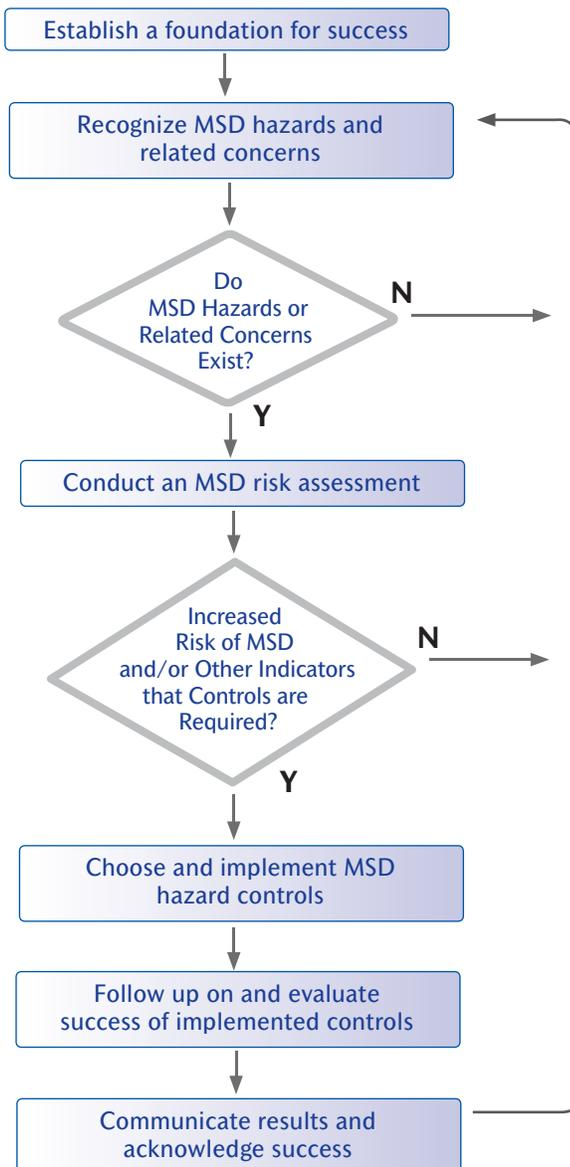 Establish a foundation for success
Recognize MSD hazards and
related concerns
Do
MSD Hazards or
Related Concerns
Exist?
N
Y
Conduct an MSD risk assessment
Increased
Risk of MSD
and/or Other Indicators
that Controls are
Required?
N
Y
Choose and implement MSD
hazard controls
Follow up on and evaluate
success of implemented controls
Communicate results and
acknowledge success